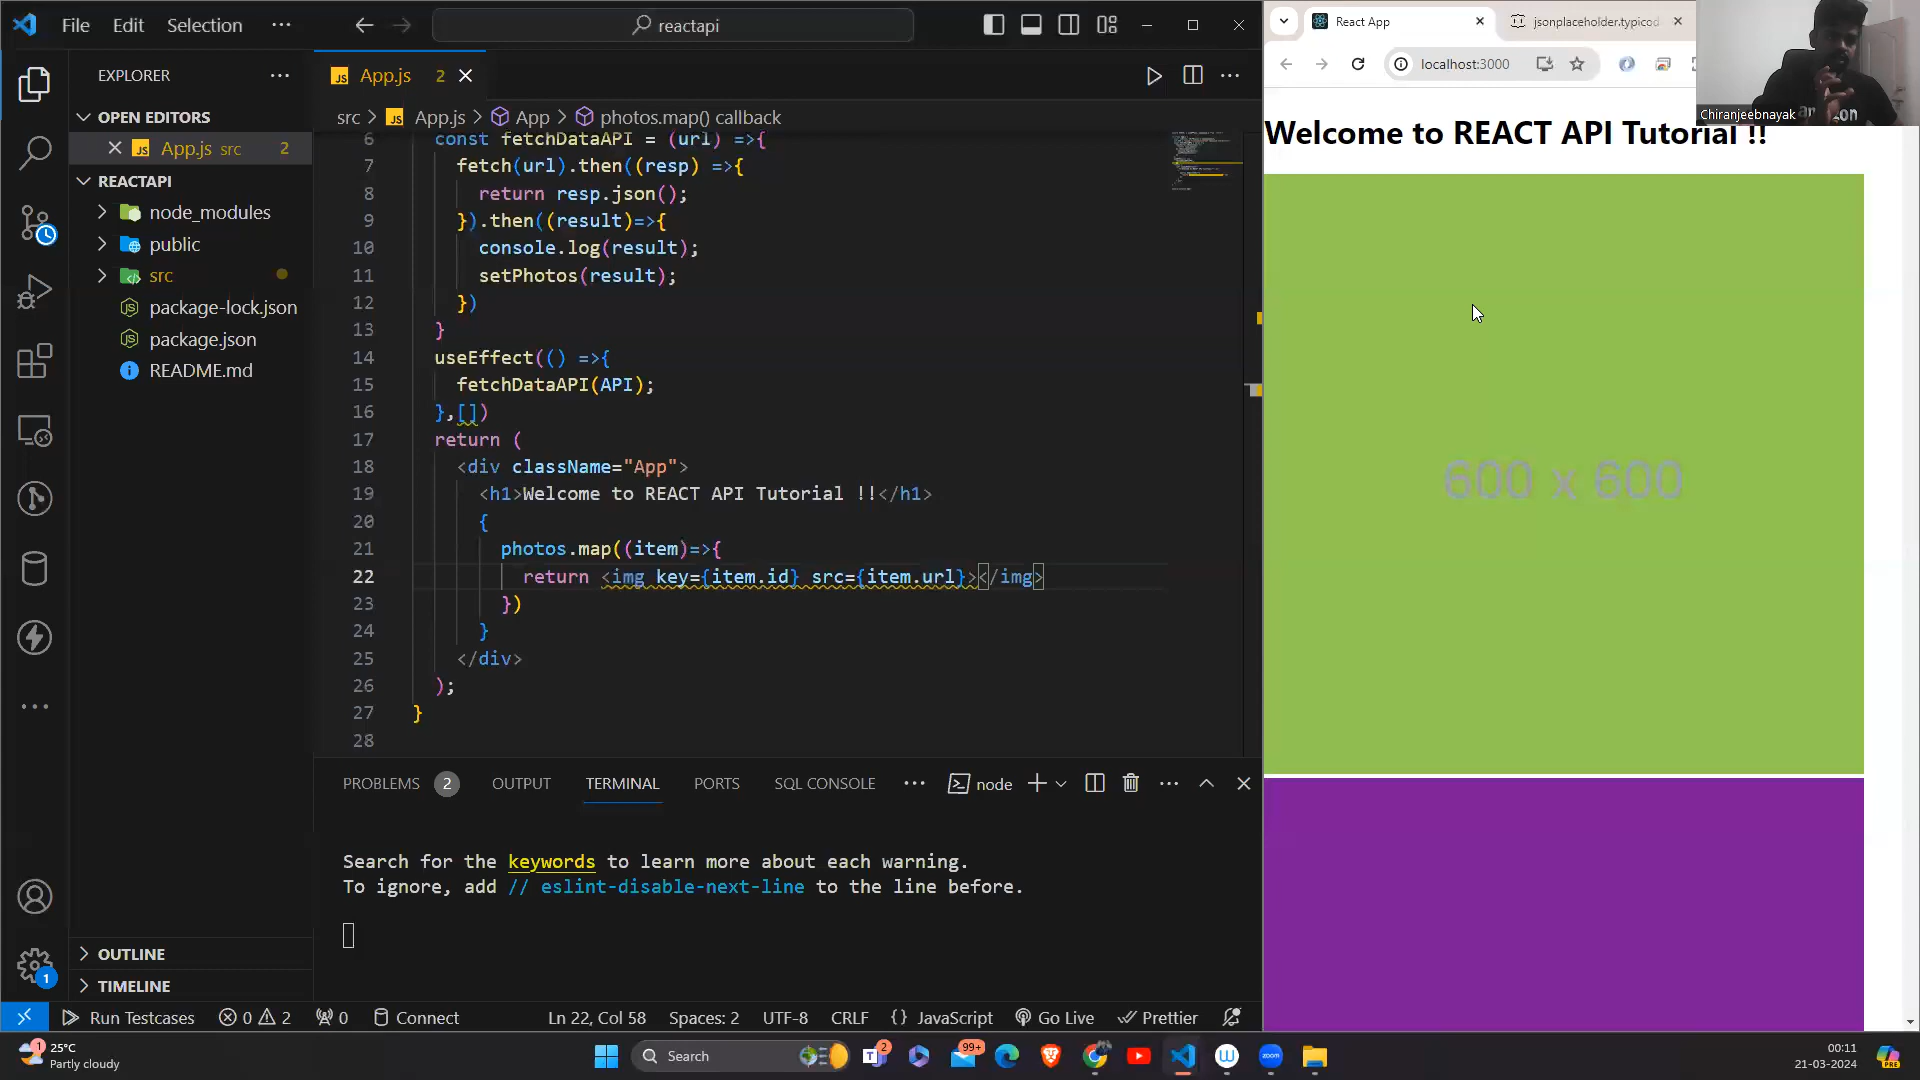 File Edit Selection ···
reactapi
EXPLORER
OPEN EDITORS
App.js src 2
REACTAPI
node_modules
public
src
package-lock.json
package.json
README.md
OUTLINE
TIMELINE
App.js 2
src > App.js > App > photos.map() callback
6 const fetchDataAPI = (url) =>{
7 fetch(url).then((resp) =>{
8 return resp.json();
9 }).then((result)=>{
10 console.log(result);
11 setPhotos(result);
12 })
13 }
14 useEffect(() =>{
15 fetchDataAPI(API);
16 },[])
17 return (
18 <div className="App">
19 <h1>Welcome to REACT API Tutorial !!</h1>
20 {
21 photos.map((item)=>{
22 return <img key={item.id} src={item.url}></img>
23 })
24 }
25 </div>
26 );
27 }
28
PROBLEMS 2 OUTPUT TERMINAL PORTS SQL CONSOLE ··· node
Search for the keywords to learn more about each warning.
To ignore, add // eslint-disable-next-line to the line before.
1
Run Testcases 0 2 0 Connect Ln 22, Col 58 Spaces: 2 UTF-8 CRLF {} JavaScript Go Live Prettier
React App jsonplaceholder.typicod
localhost:3000
Chiranjeebnayak
Welcome to REACT API Tutorial !!
600 x 600
1 25°C
Partly cloudy
Search
2
99+
zoom
PRE
00:11
21-03-2024